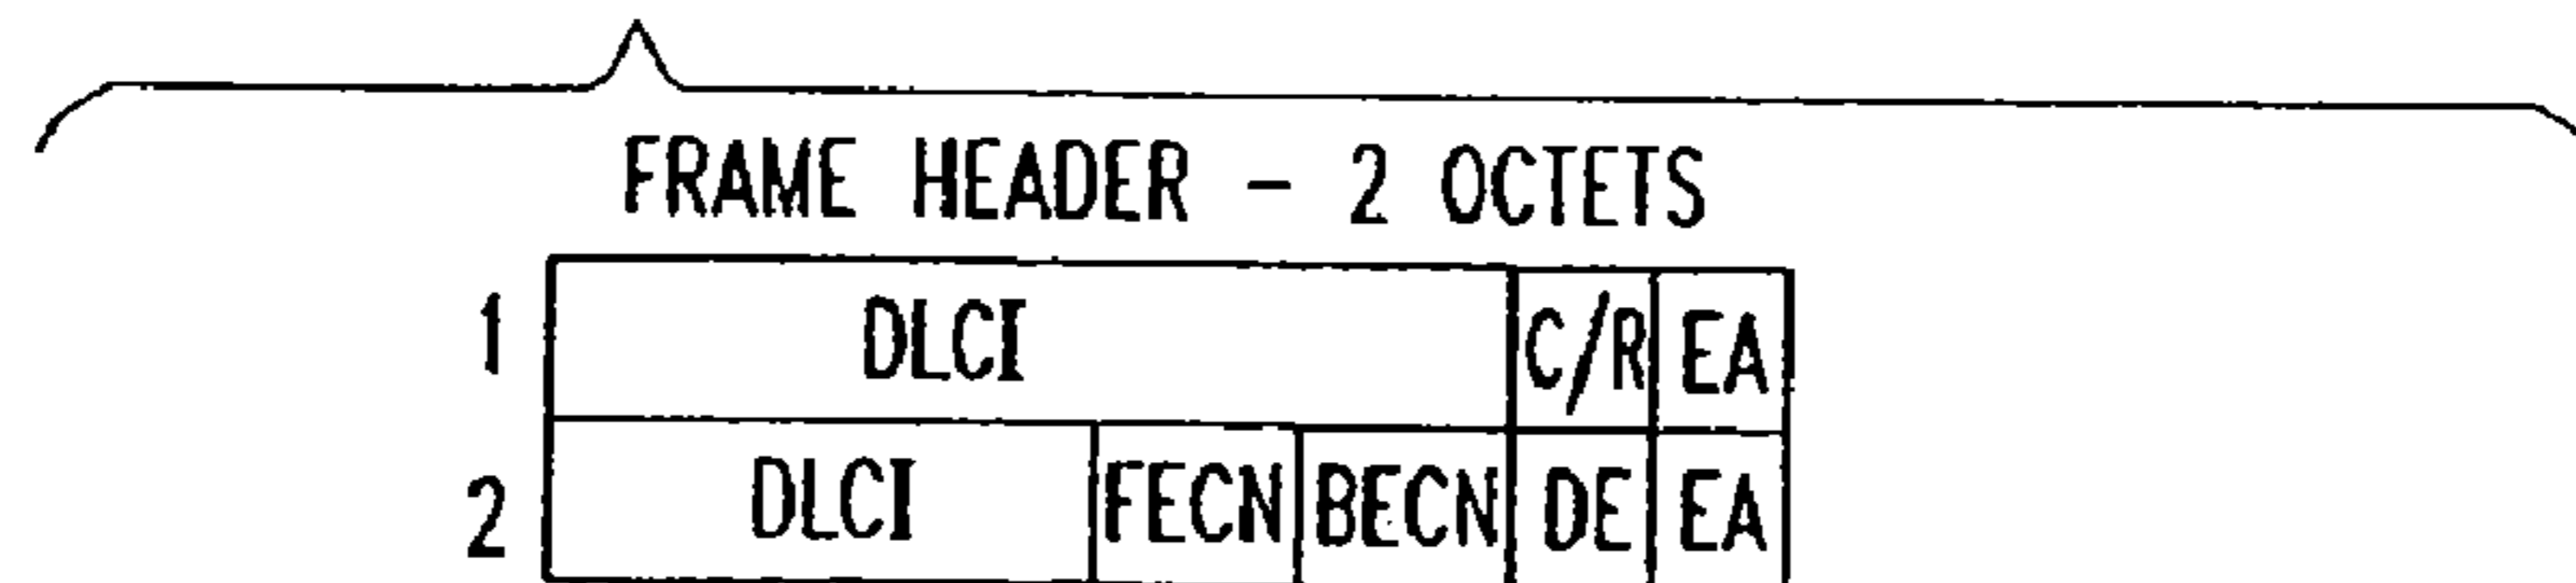 FRAME HEADER - 2 OCTETS
1 DLCI C/R EA
2 DLCI FECN BECN DE EA